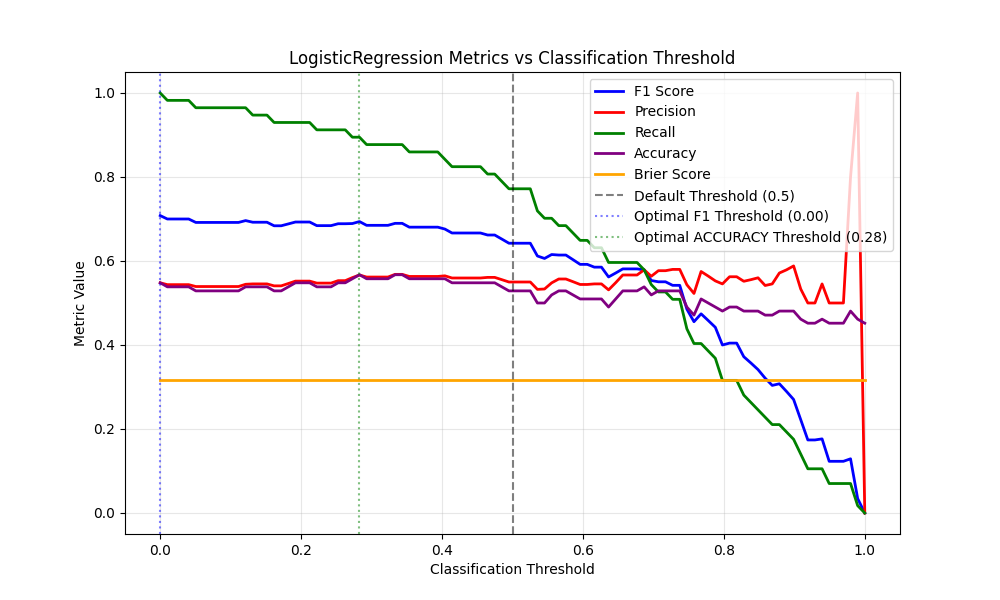 LogisticRegression Metrics vs Classification Threshold
Metric Value
1.0
0.8
0.6
0.4
0.2
0.0
F1 Score
Precision
Recall
Accuracy
Brier Score
Default Threshold (0.5)
Optimal F1 Threshold (0.00)
Optimal ACCURACY Threshold (0.28)
0.0 0.2 0.4 0.6 0.8 1.0
Classification Threshold